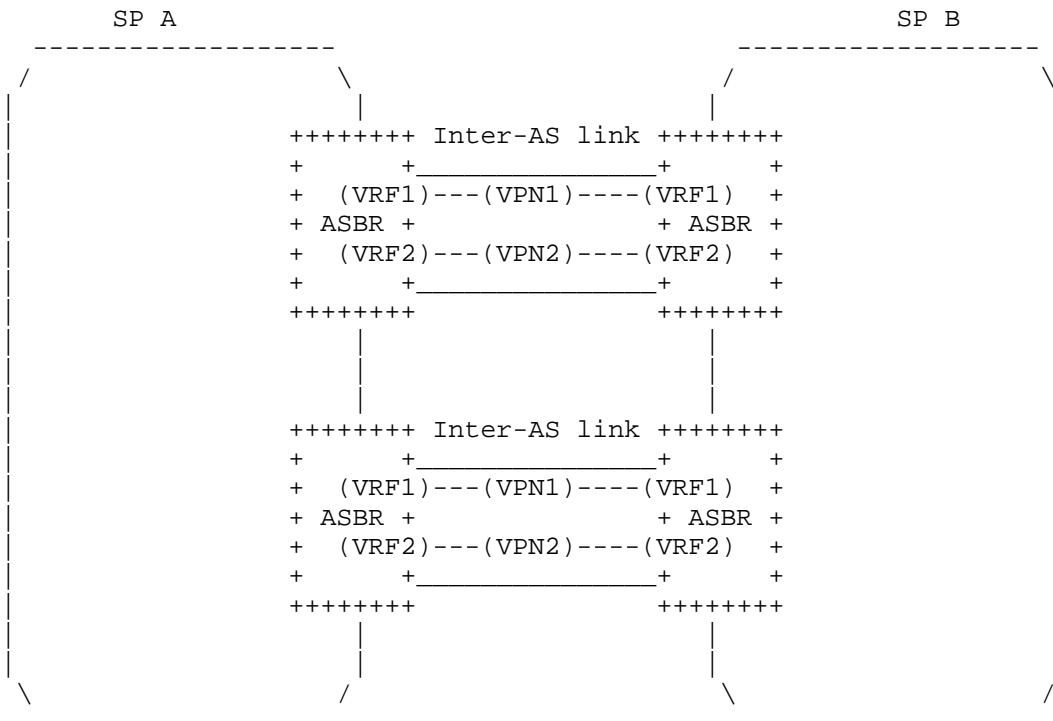 SP A SP B
Inter-AS link
(VRF1)---(VPN1)----(VRF1)
ASBR ASBR
(VRF2)---(VPN2)----(VRF2)
Inter-AS link
(VRF1)---(VPN1)----(VRF1)
ASBR ASBR
(VRF2)---(VPN2)----(VRF2)